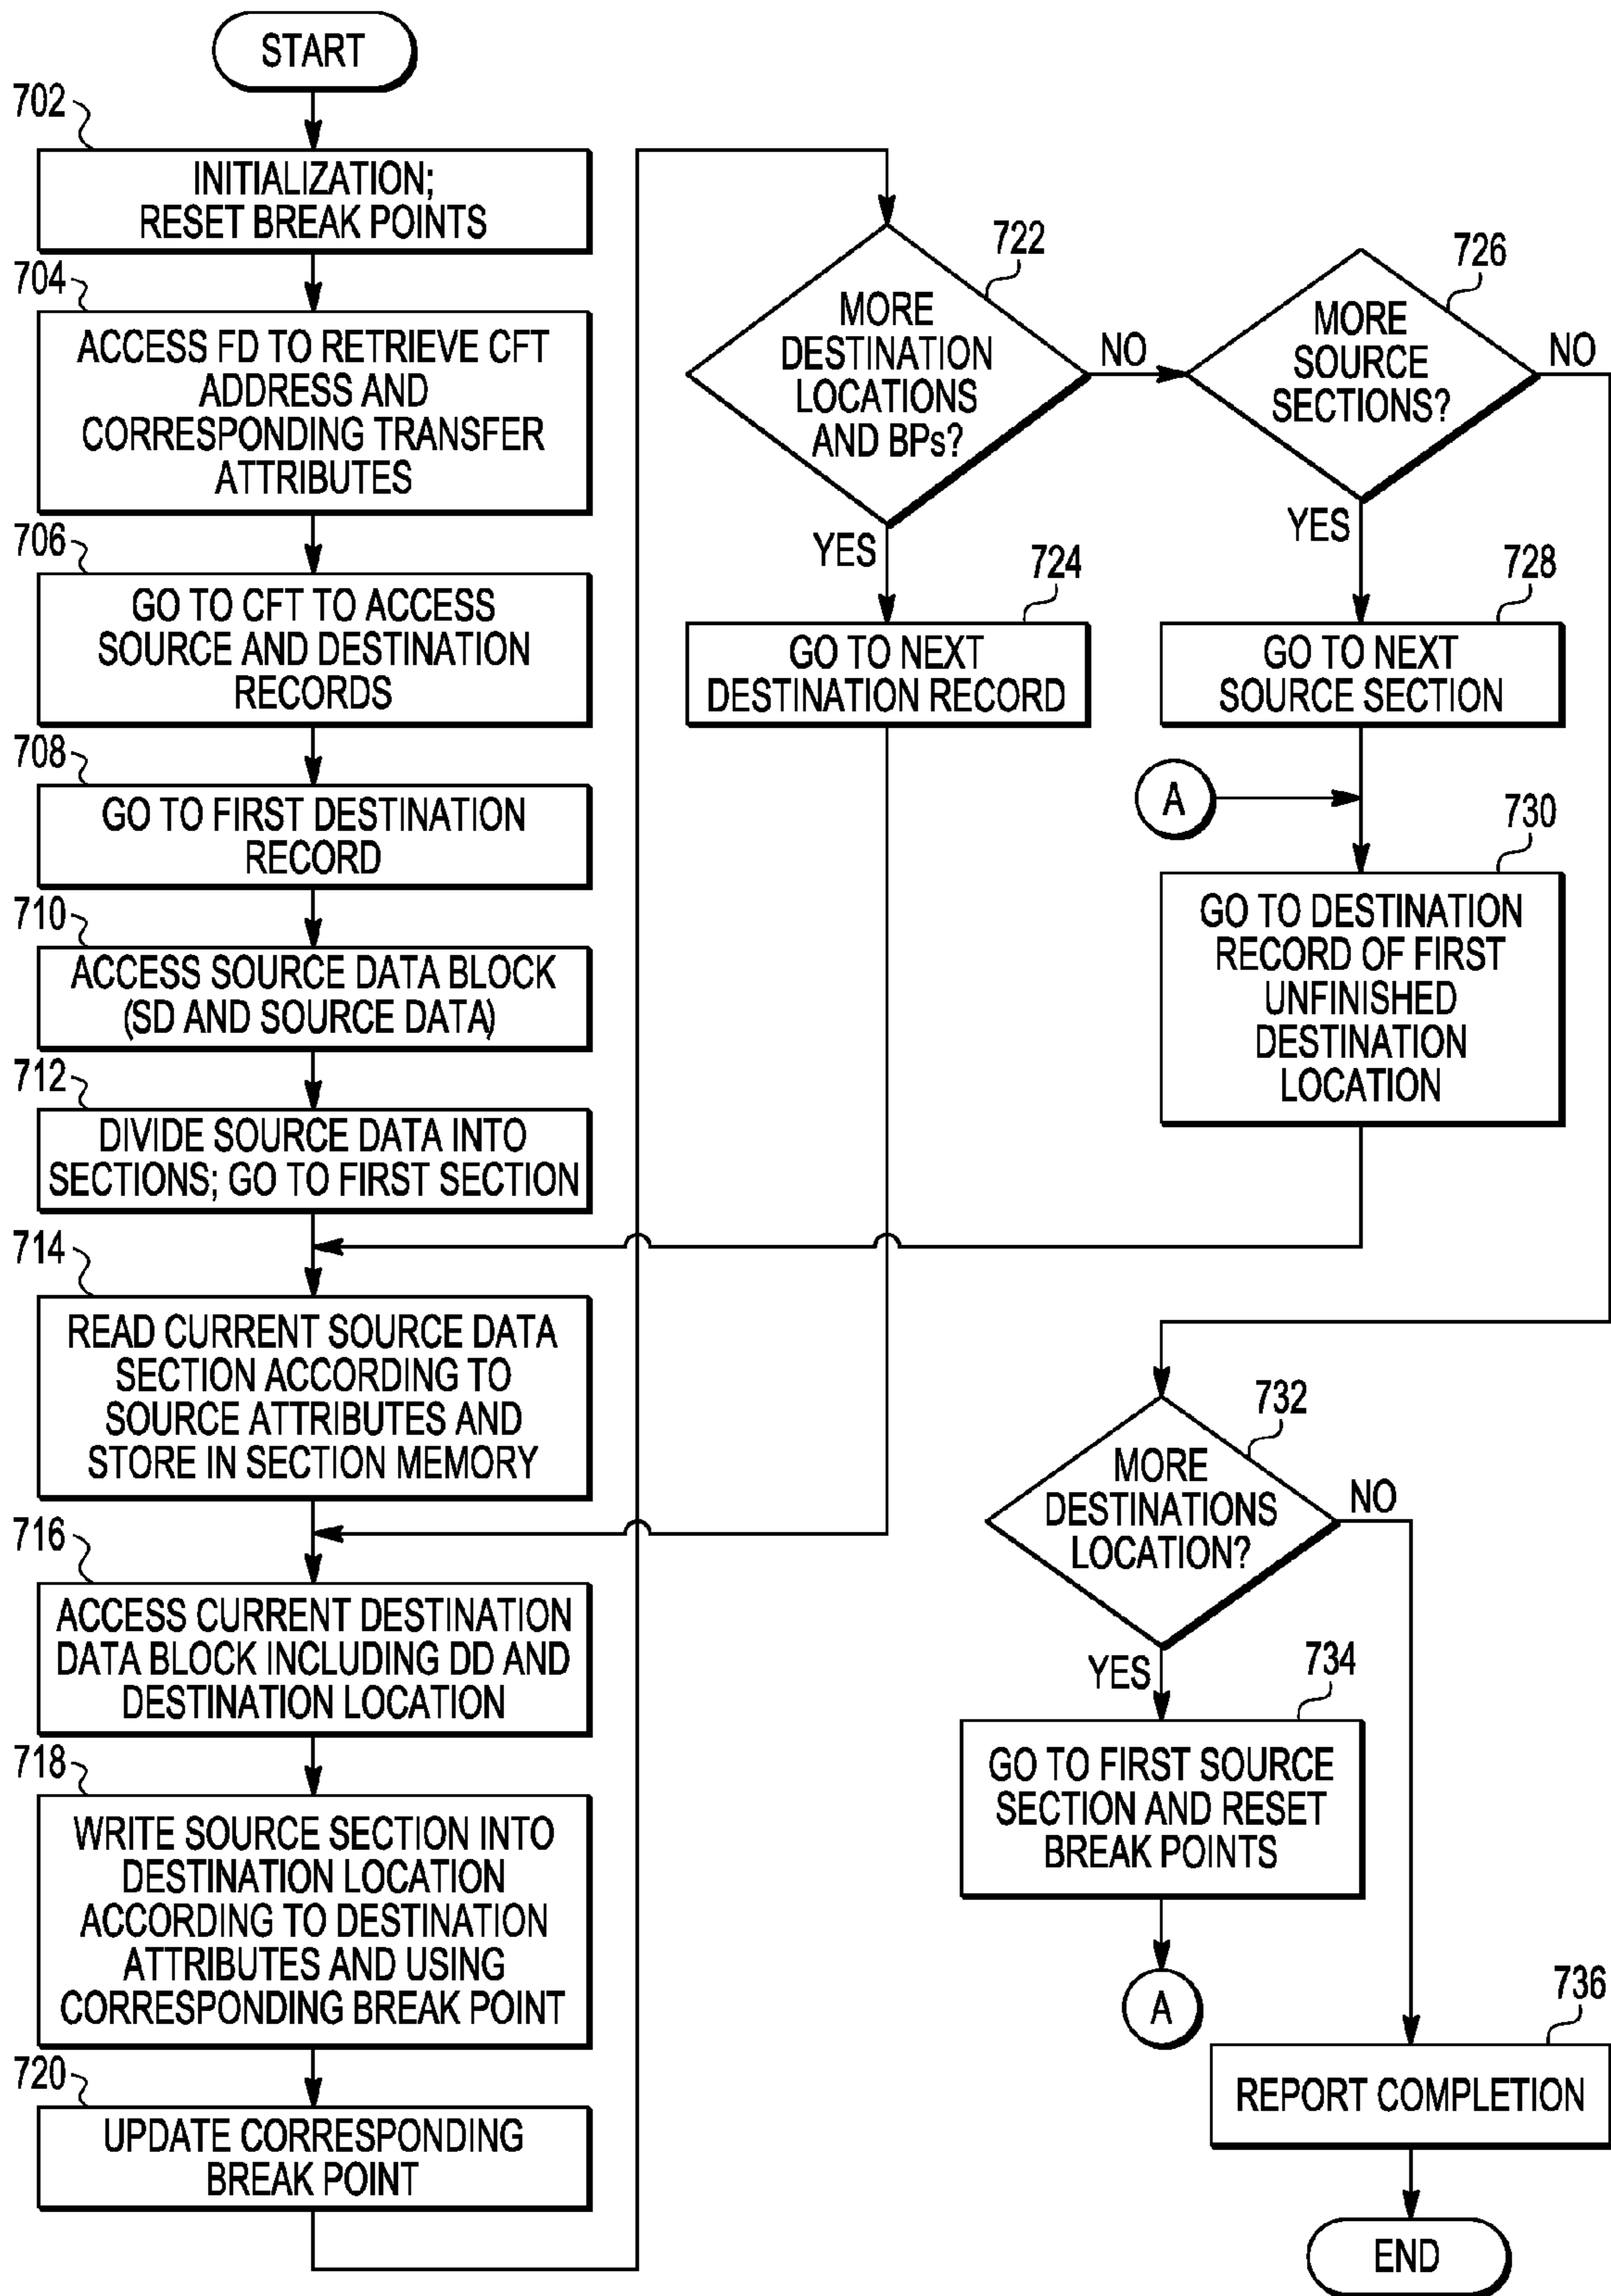 START
702
INITIALIZATION;
RESET BREAK POINTS
704
ACCESS FD TO RETRIEVE CFT
ADDRESS AND
CORRESPONDING TRANSFER
ATTRIBUTES
706
GO TO CFT TO ACCESS
SOURCE AND DESTINATION
RECORDS
708
GO TO FIRST DESTINATION
RECORD
710
ACCESS SOURCE DATA BLOCK
(SD AND SOURCE DATA)
712
DIVIDE SOURCE DATA INTO
SECTIONS; GO TO FIRST SECTION
714
READ CURRENT SOURCE DATA
SECTION ACCORDING TO
SOURCE ATTRIBUTES AND
STORE IN SECTION MEMORY
716
ACCESS CURRENT DESTINATION
DATA BLOCK INCLUDING DD AND
DESTINATION LOCATION
718
WRITE SOURCE SECTION INTO
DESTINATION LOCATION
ACCORDING TO DESTINATION
ATTRIBUTES AND USING
CORRESPONDING BREAK POINT
720
UPDATE CORRESPONDING
BREAK POINT
722
MORE
DESTINATION
LOCATIONS
AND BPs?
NO
YES
724
GO TO NEXT
DESTINATION RECORD
726
MORE
SOURCE
SECTIONS?
NO
YES
728
GO TO NEXT
SOURCE SECTION
A
730
GO TO DESTINATION
RECORD OF FIRST
UNFINISHED
DESTINATION
LOCATION
732
MORE
DESTINATIONS
LOCATION?
NO
YES
734
GO TO FIRST SOURCE
SECTION AND RESET
BREAK POINTS
A
736
REPORT COMPLETION
END